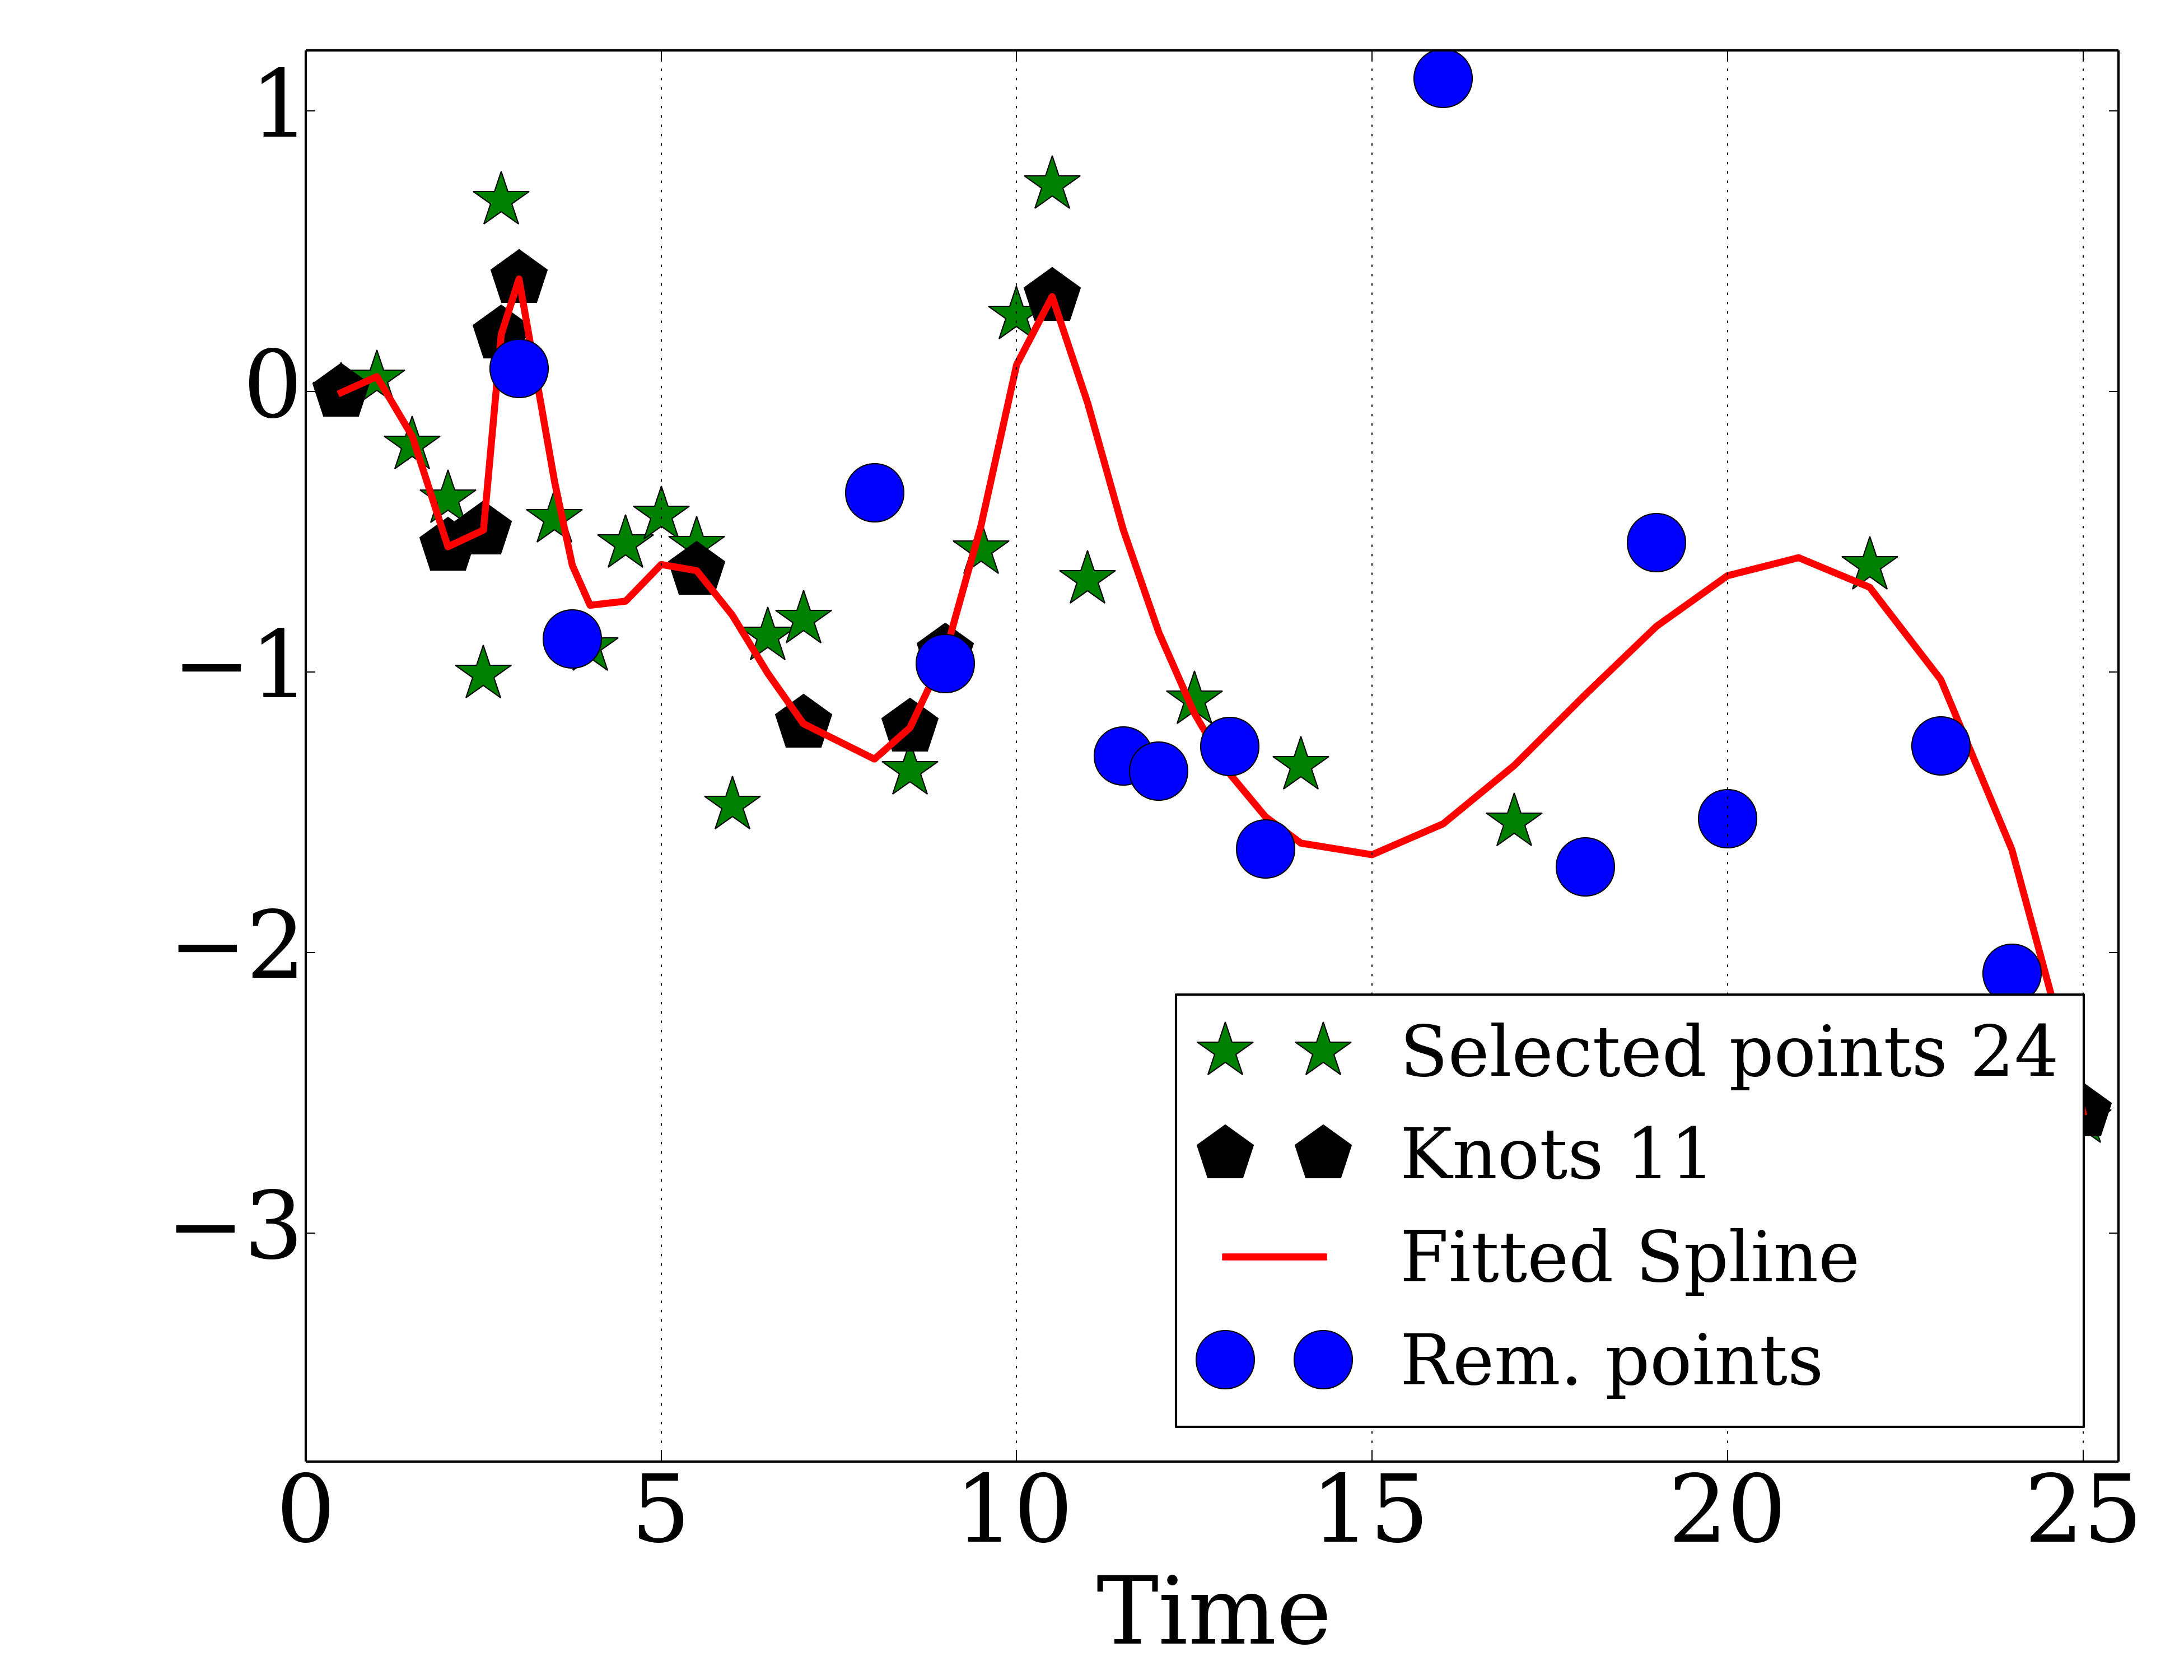 1
0
−1
−2
−3
Selected points 24
Knots 11
Fitted Spline
Rem. points
0 5 10 15 20 25
Time